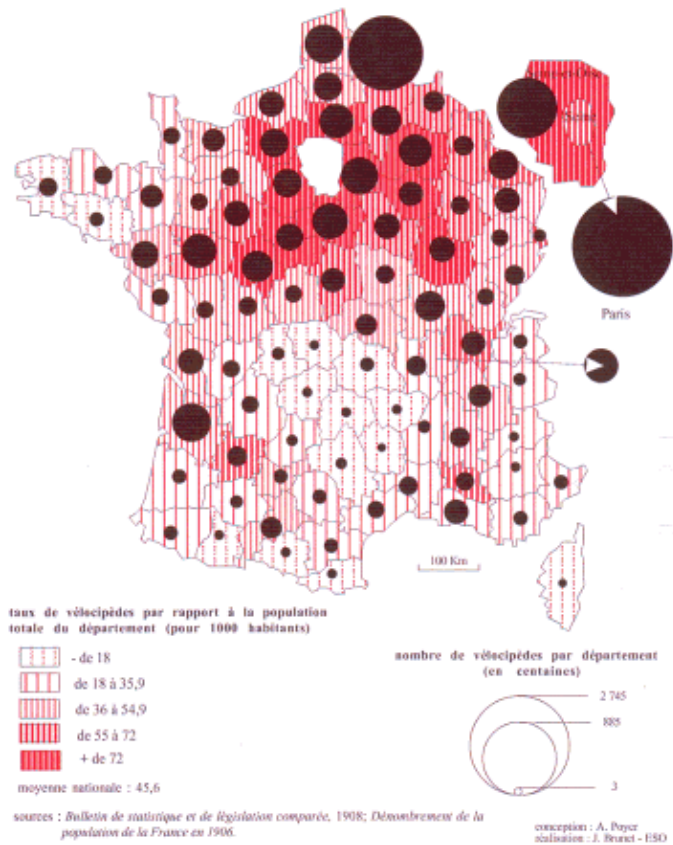 Seine-et-Oise
Seine
Paris
100 Km
taux de vélocipèdes par rapport à la population
totale du département (pour 1000 habitants)
- de 18
de 18 à 35,9
de 36 à 54,9
de 55 à 72
+ de 72
moyenne nationale : 45,6
nombre de vélocipèdes par département
(en centaines)
2 745
885
3
sources : Bulletin de statistique et de législation comparée, 1908; Dénombrement de la
population de la France en 1906.
conception : A. Poyer
réalisation : J. Brunet - ESO